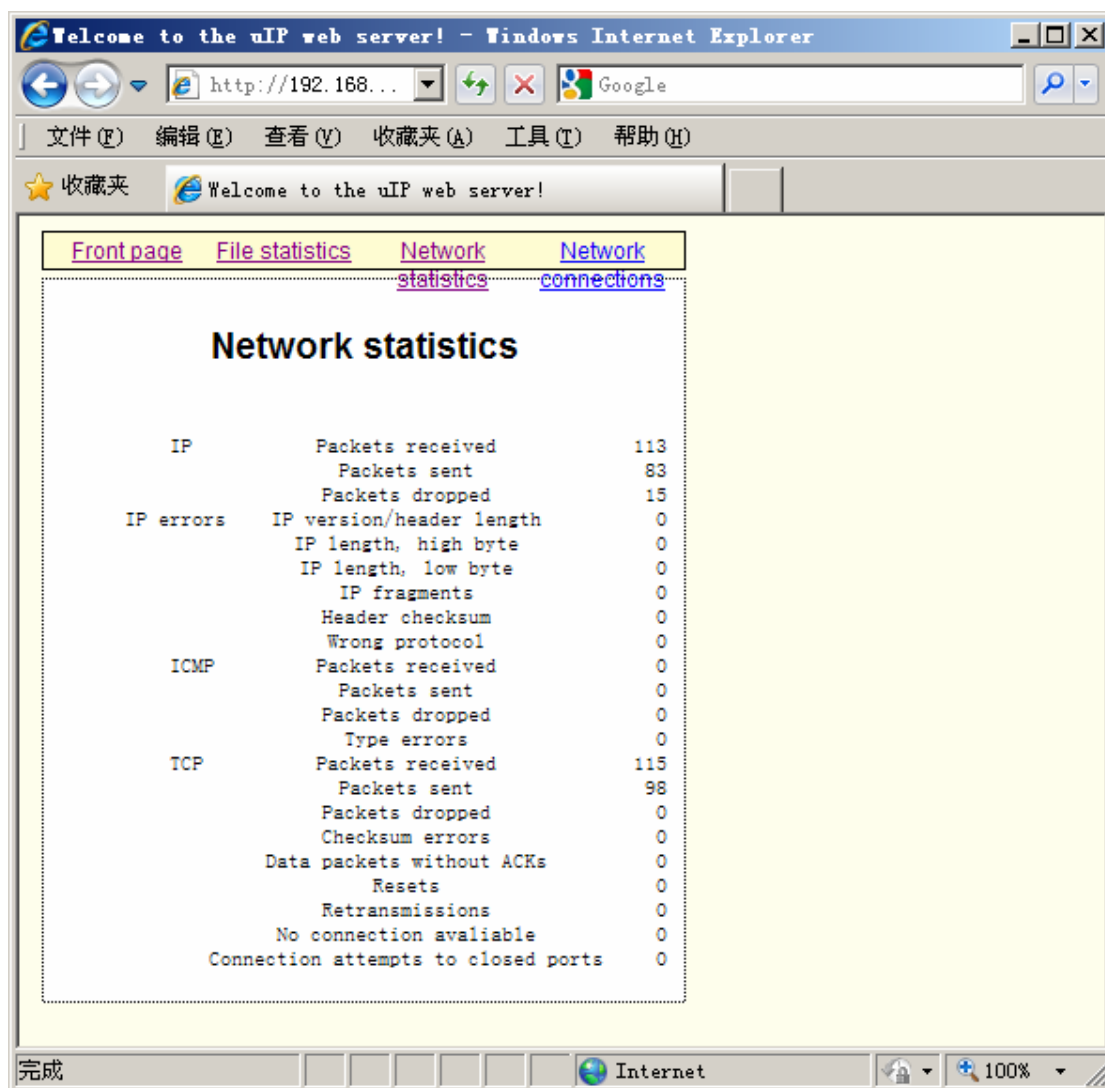 Welcome to the uIP web server! - Windows Internet Explorer
http://192.168... Google
文件(F) 编辑(E) 查看(V) 收藏夹(A) 工具(T) 帮助(H)
收藏夹 Welcome to the uIP web server!
Front page File statistics Network statistics Network connections
Network statistics
IP Packets received 113
Packets sent 83
Packets dropped 15
IP errors IP version/header length 0
IP length, high byte 0
IP length, low byte 0
IP fragments 0
Header checksum 0
Wrong protocol 0
ICMP Packets received 0
Packets sent 0
Packets dropped 0
Type errors 0
TCP Packets received 115
Packets sent 98
Packets dropped 0
Checksum errors 0
Data packets without ACKs 0
Resets 0
Retransmissions 0
No connection avaliable 0
Connection attempts to closed ports 0
完成 Internet 100%